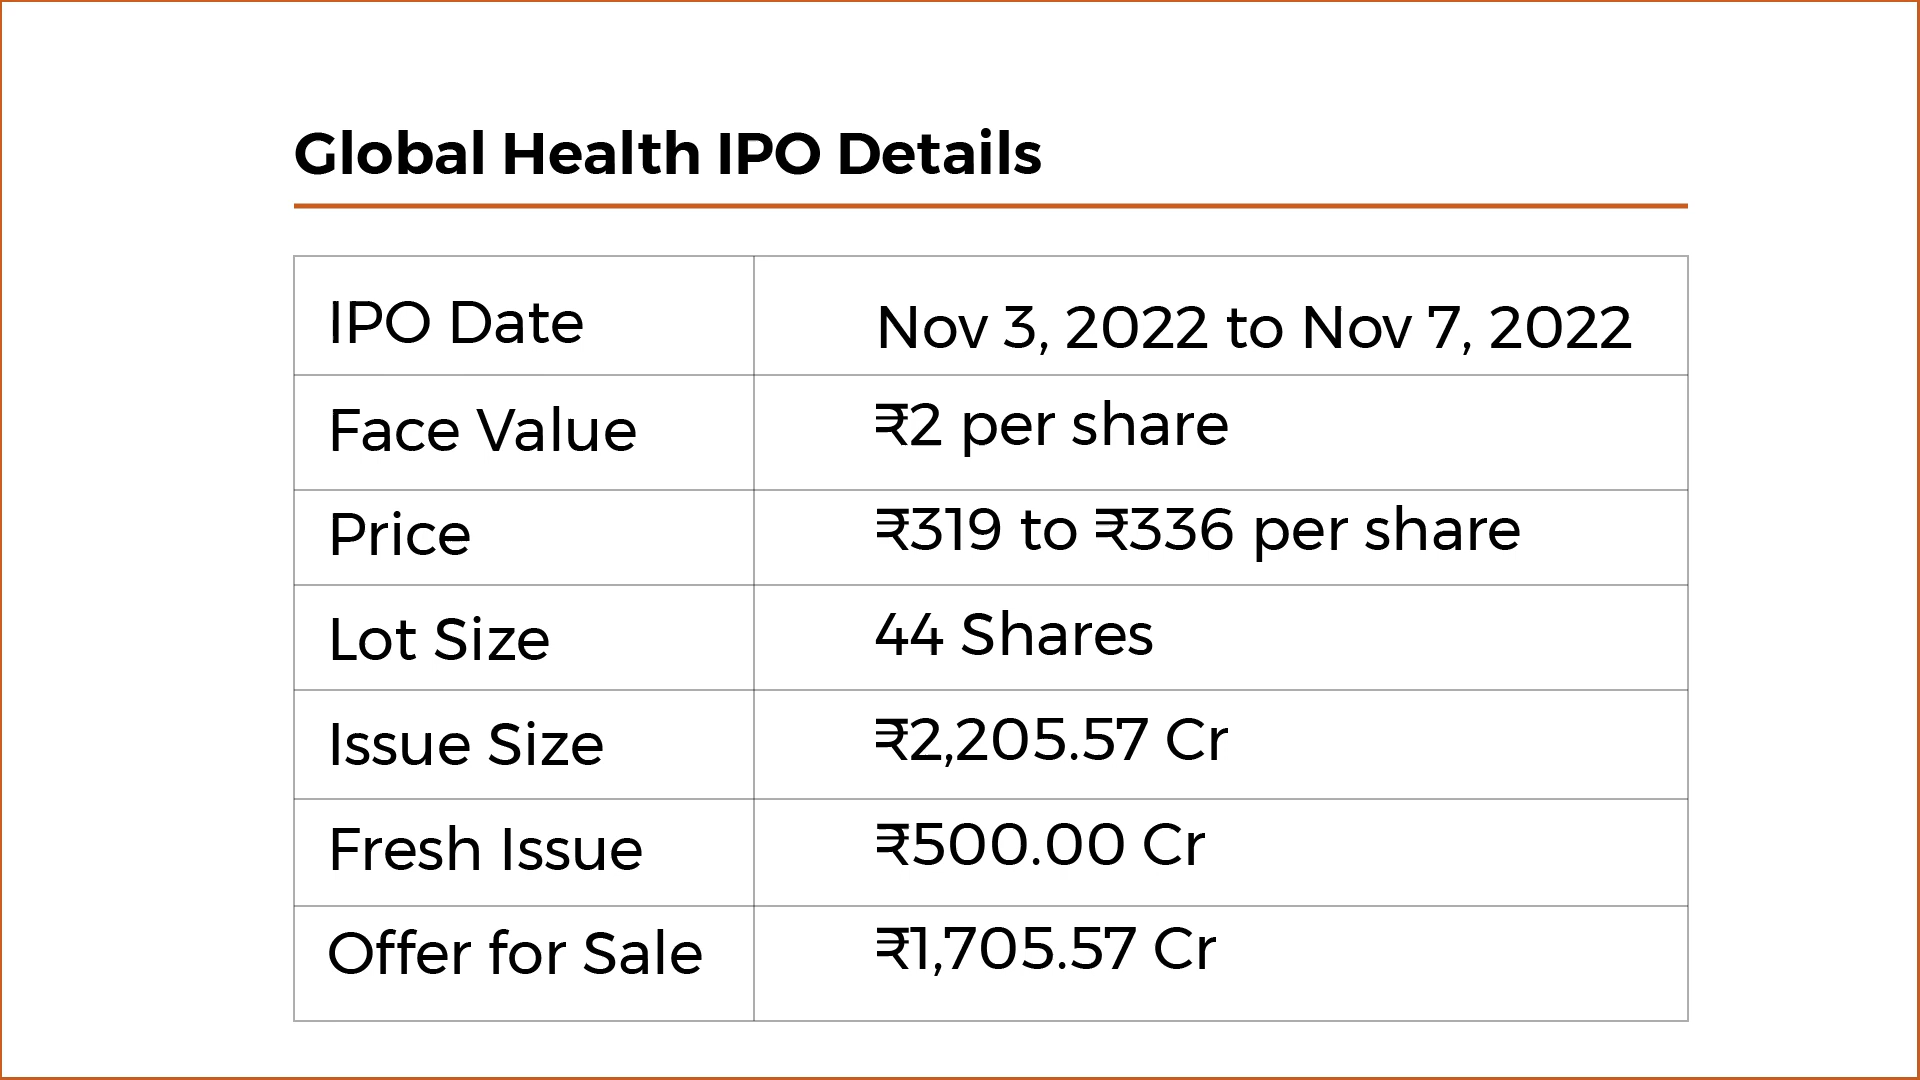 Global Health IPO Details
IPO Date Nov 3, 2022 to Nov 7, 2022
Face Value ₹2 per share
Price ₹319 to ₹336 per share
Lot Size 44 Shares
Issue Size ₹2,205.57 Cr
Fresh Issue ₹500.00 Cr
Offer for Sale ₹1,705.57 Cr